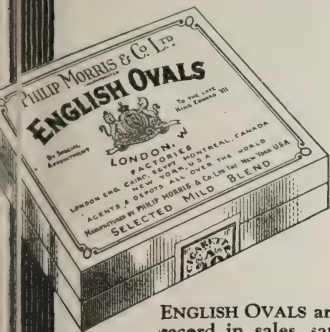 PHILIP MORRIS & Co. LTD
ENGLISH OVALS
BY SPECIAL
APPOINTMENT
TO THE LATE
KING EDWARD VII
LONDON, W
FACTORIES
LONDON ENG. CAIRO, EGYPT MONTREAL, CANADA
NEW YORK, U.S.A.
AGENTS & DEPOTS ALL OVER THE WORLD
MANUFACTURED BY PHILIP MORRIS & CO. LTD INC. NEW YORK U.S.A.
SELECTED MILD BLEND
CIGARETTES
20
ENGLISH OVALS
record in sales